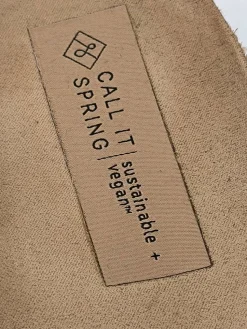 CALL IT
SPRING
sustainable +
vegan™